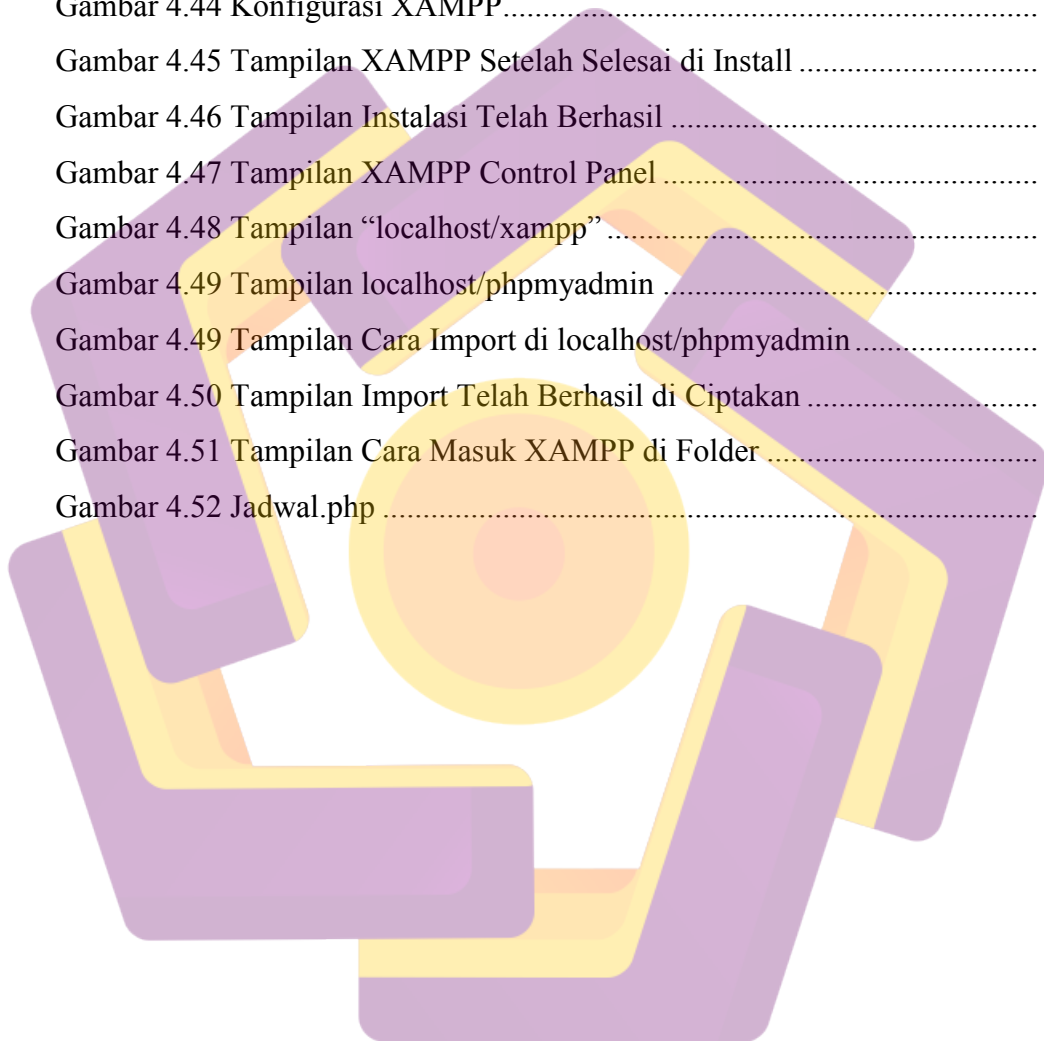 Gambar 4.44 Konfigurasi XAMPP....................................................................
Gambar 4.45 Tampilan XAMPP Setelah Selesai di Install ..............................
Gambar 4.46 Tampilan Instalasi Telah Berhasil ..............................................
Gambar 4.47 Tampilan XAMPP Control Panel ...............................................
Gambar 4.48 Tampilan “localhost/xampp” ......................................................
Gambar 4.49 Tampilan localhost/phpmyadmin ...............................................
Gambar 4.49 Tampilan Cara Import di localhost/phpmyadmin .......................
Gambar 4.50 Tampilan Import Telah Berhasil di Ciptakan .............................
Gambar 4.51 Tampilan Cara Masuk XAMPP di Folder ..................................
Gambar 4.52 Jadwal.php ..................................................................................